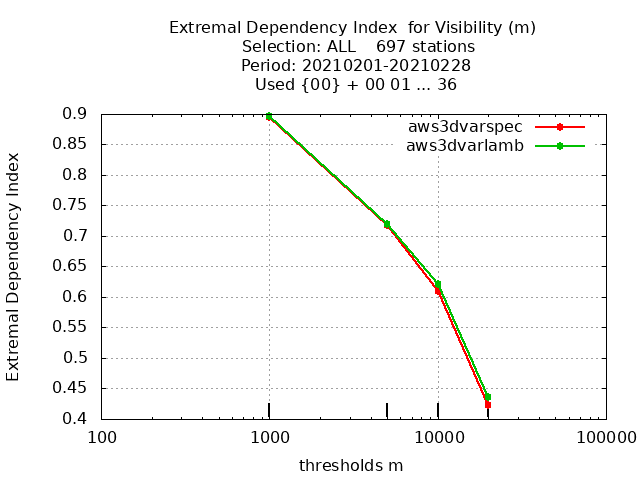 Extremal Dependency Index  for Visibility (m)
Selection: ALL    697 stations
Period: 20210201-20210228
Used {00} + 00 01 ... 36
aws3dvarspec
aws3dvarlamb
Extremal Dependency Index
0.9
0.85
0.8
0.75
0.7
0.65
0.6
0.55
0.5
0.45
0.4
100 1000 10000 100000
thresholds m